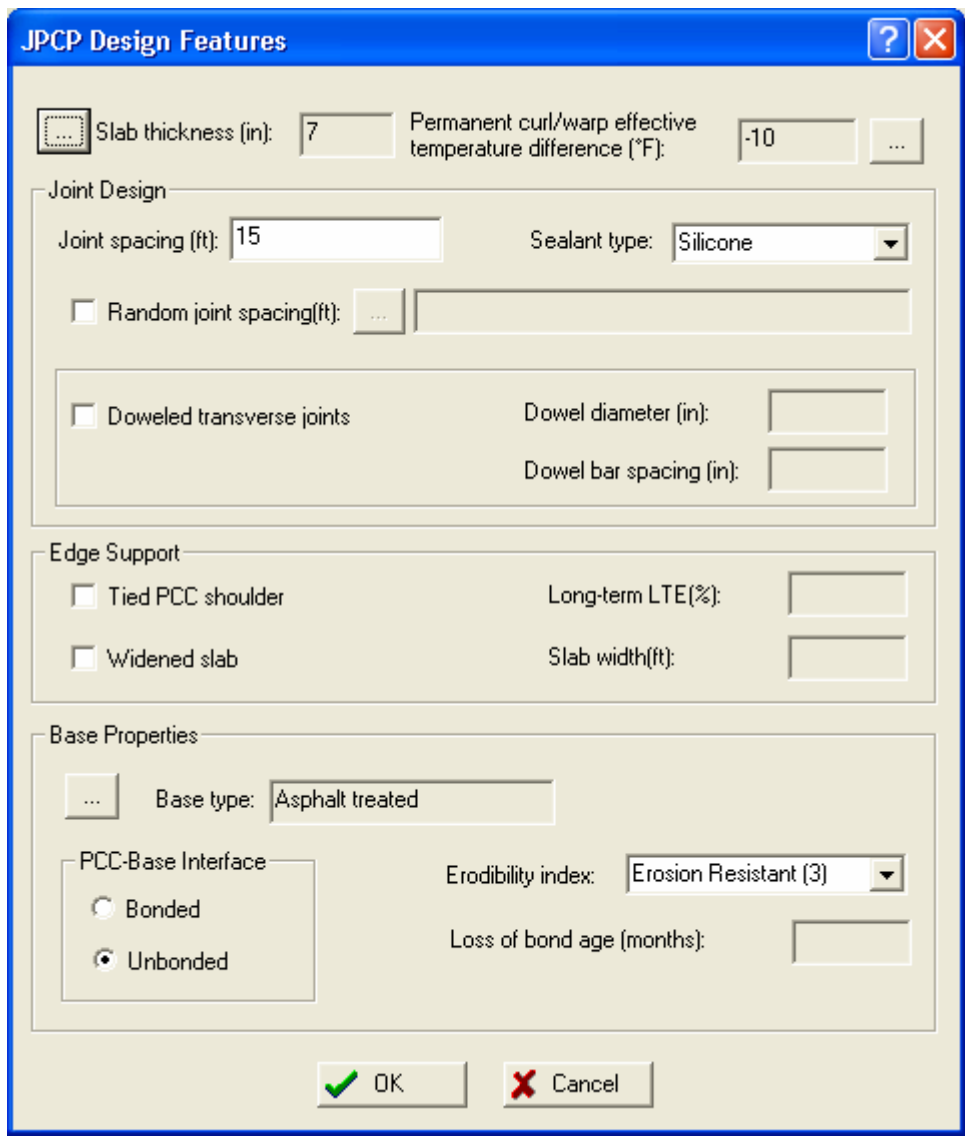 JPCP Design Features
... Slab thickness (in): 7 Permanent curl/warp effective
temperature difference (°F): -10 ...
Joint Design
Joint spacing (ft): 15 Sealant type: Silicone
Random joint spacing(ft): ...
Doweled transverse joints Dowel diameter (in):
Dowel bar spacing (in):
Edge Support
Tied PCC shoulder Long-term LTE(%):
Widened slab Slab width(ft):
Base Properties
... Base type: Asphalt treated
PCC-Base Interface
Erodibility index: Erosion Resistant (3)
Bonded
Loss of bond age (months):
Unbonded
OK Cancel